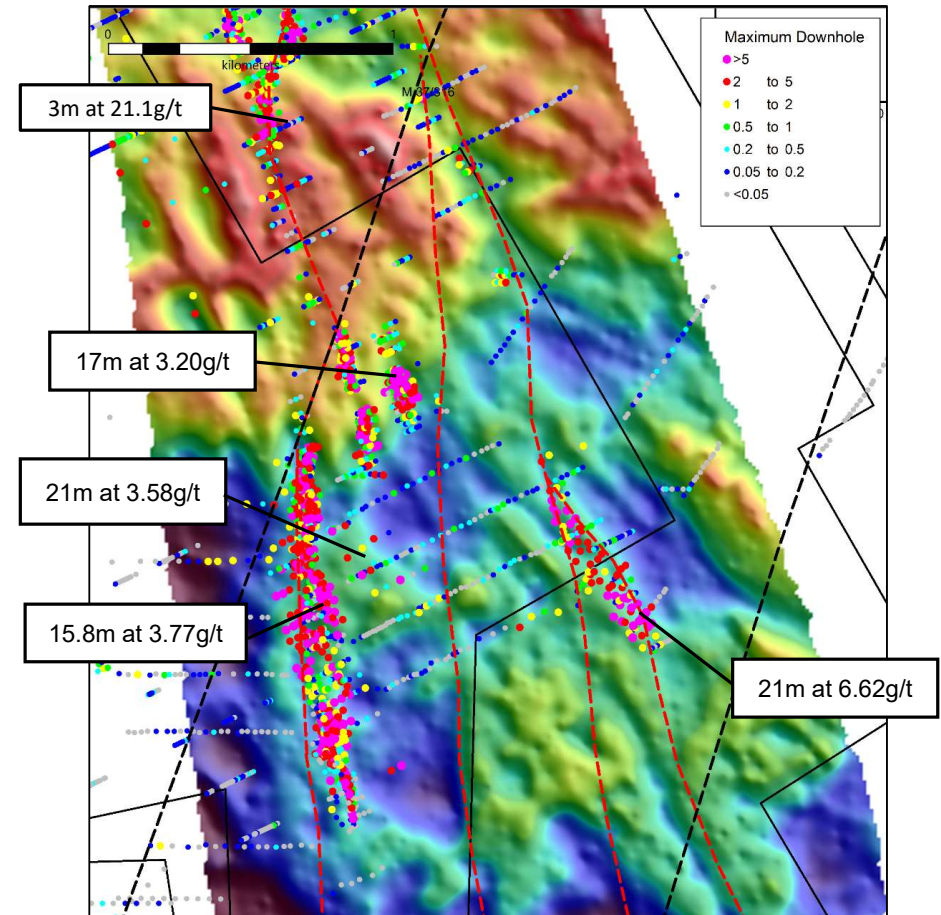 0
1
kilometers
Maximum Downhole
>5
2 to 5
1 to 2
0.5 to 1
0.2 to 0.5
0.05 to 0.2
<0.05
3m at 21.1g/t
17m at 3.20g/t
21m at 3.58g/t
15.8m at 3.77g/t
21m at 6.62g/t